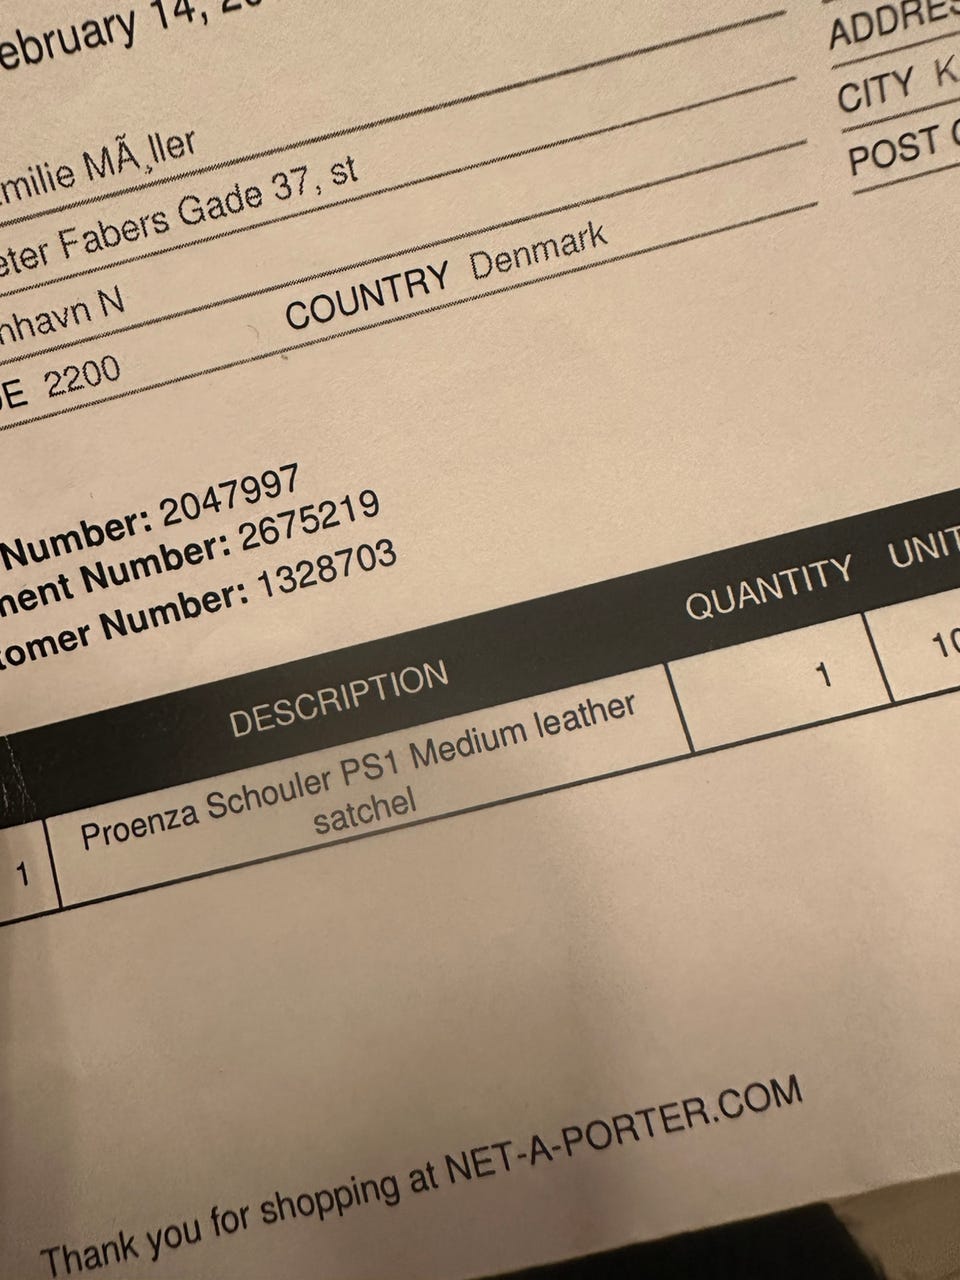 ebruary 14,
milie MÃ¸ller
eter Fabers Gade 37, st
nhavn N
E 2200 COUNTRY Denmark
ADDRES
CITY K
POST
Number: 2047997
ment Number: 2675219
tomer Number: 1328703
DESCRIPTION QUANTITY UNIT
1 Proenza Schouler PS1 Medium leather 1 10
satchel
Thank you for shopping at NET-A-PORTER.COM